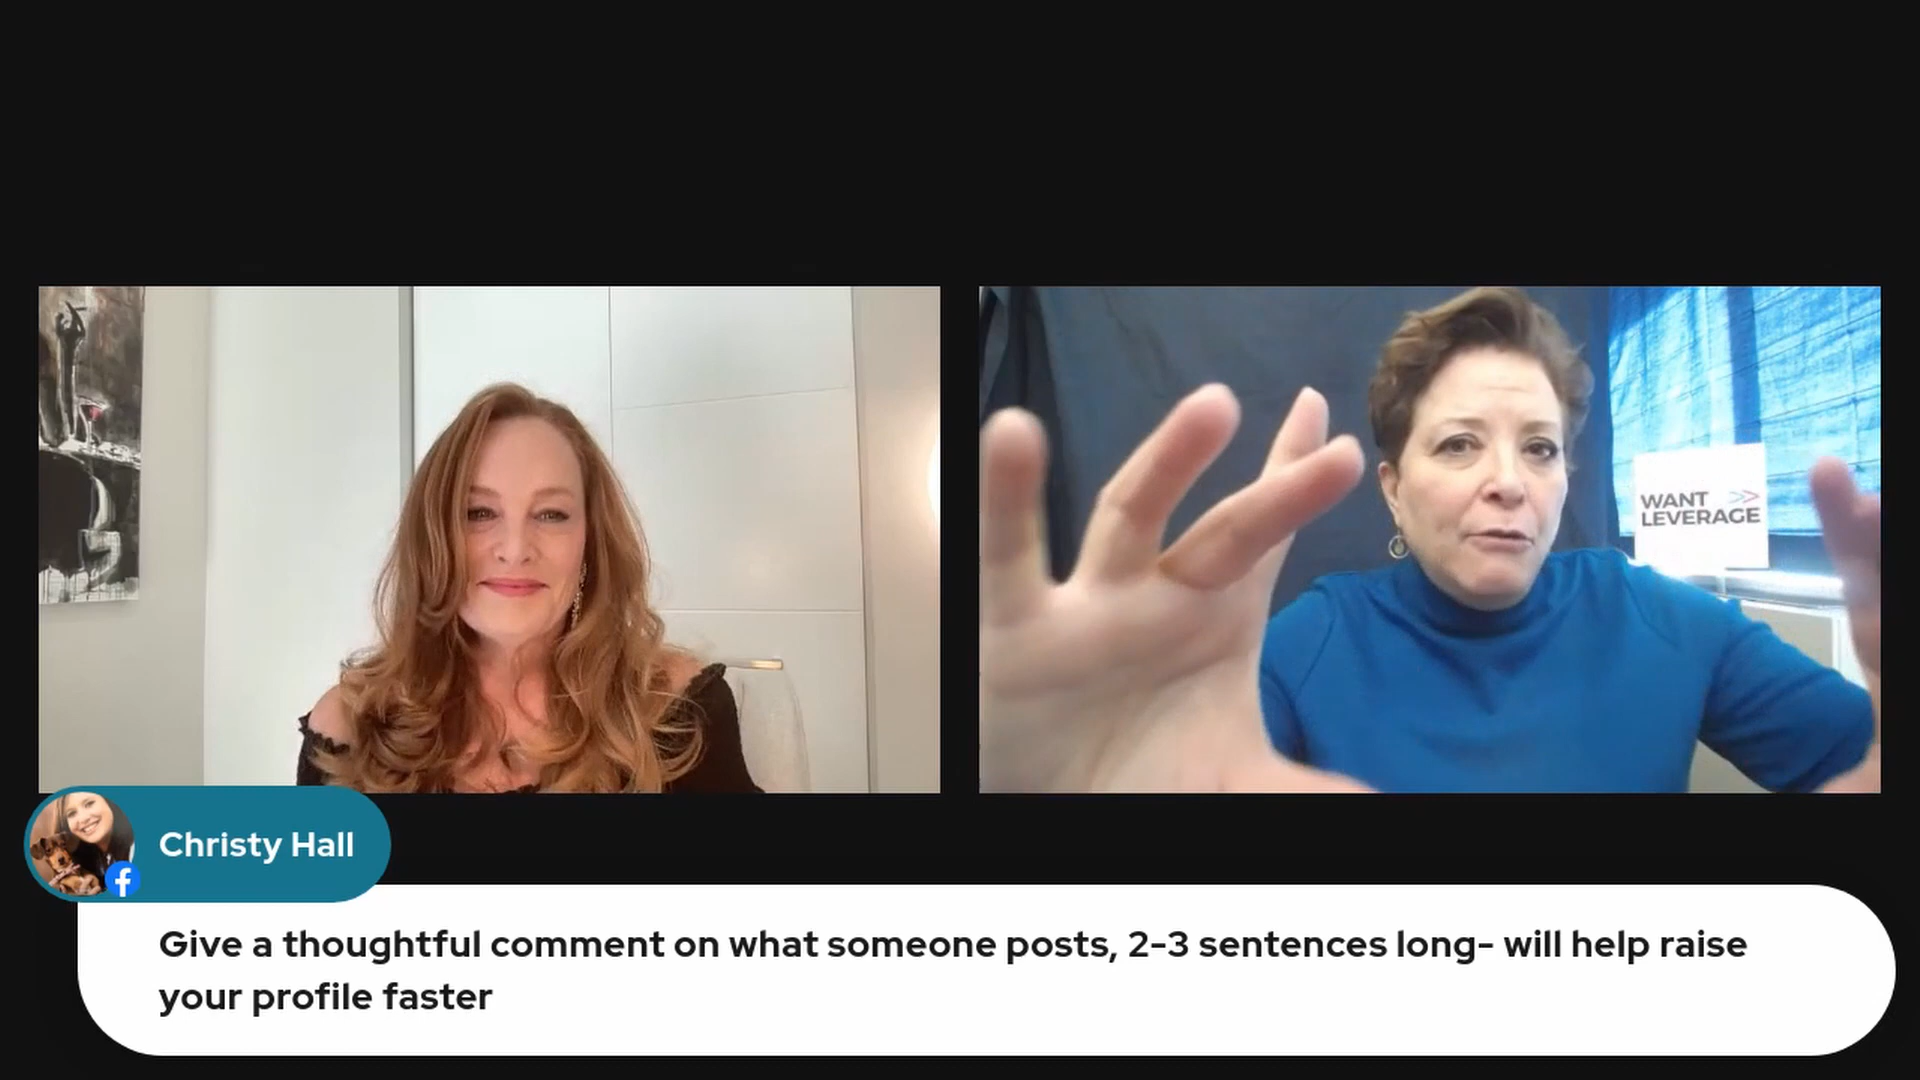 WANT
LEVERAGE
Christy Hall
Give a thoughtful comment on what someone posts, 2-3 sentences long- will help raise
your profile faster